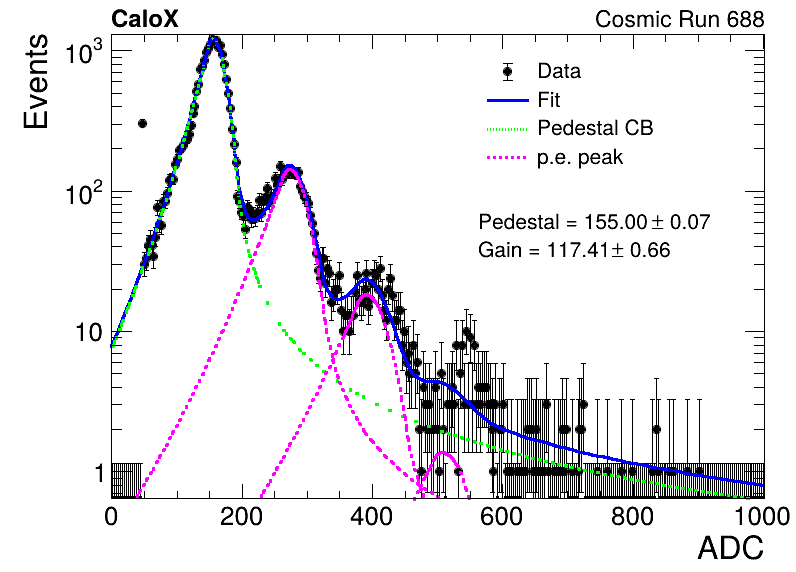 CaloX Cosmic Run 688
Events
10³
10²
10
1
Data
Fit
Pedestal CB
p.e. peak
Pedestal = 155.00 ± 0.07
Gain = 117.41 ± 0.66
0 200 400 600 800 1000
ADC